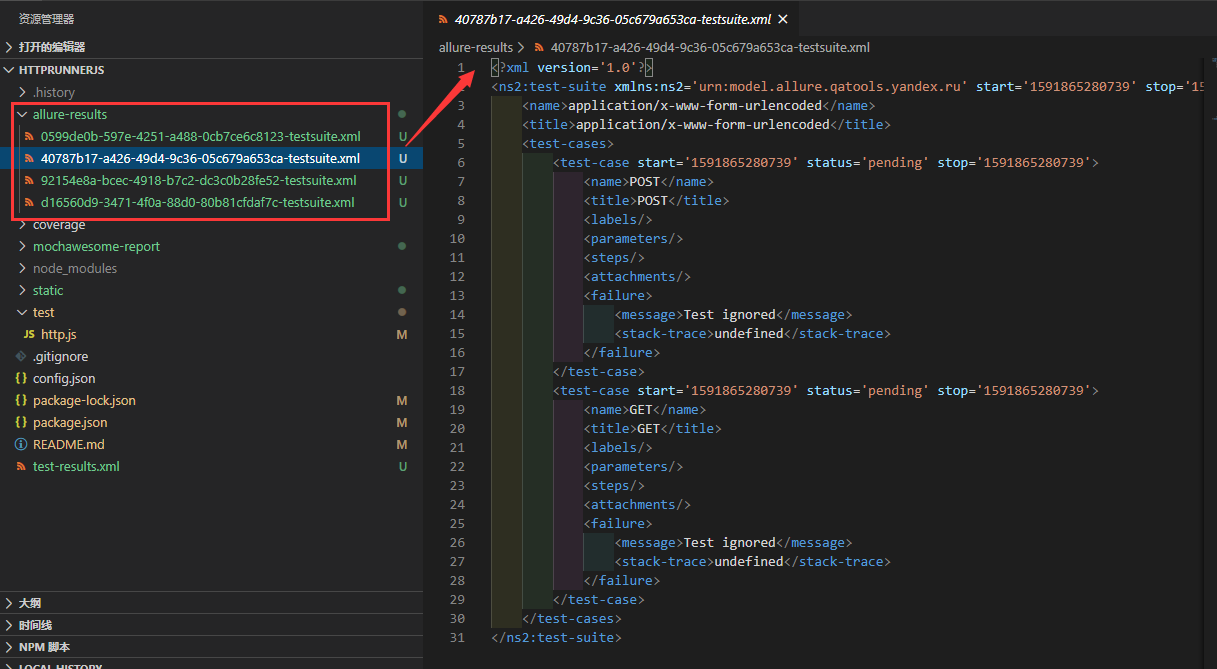 资源管理器
打开的编辑器
HTTPRUNNERJS
.history
allure-results
0599de0b-597e-4251-a488-0cb7ce6c8123-testsuite.xml U
40787b17-a426-49d4-9c36-05c679a653ca-testsuite.xml U
92154e8a-bcec-4918-b7c2-dc3c0b28fe52-testsuite.xml U
d16560d9-3471-4f0a-88d0-80b81cfdaf7c-testsuite.xml U
coverage
mochawesome-report
node_modules
static
test
JS http.js M
.gitignore
{} config.json
{} package-lock.json M
{} package.json M
README.md M
test-results.xml U
大纲
时间线
NPM 脚本
LOCAL HISTORY
40787b17-a426-49d4-9c36-05c679a653ca-testsuite.xml
allure-results > 40787b17-a426-49d4-9c36-05c679a653ca-testsuite.xml
1 <?xml version='1.0'?>
<ns2:test-suite xmlns:ns2='urn:model.allure.qatools.yandex.ru' start='1591865280739' stop='15
3 <name>application/x-www-form-urlencoded</name>
4 <title>application/x-www-form-urlencoded</title>
5 <test-cases>
6 <test-case start='1591865280739' status='pending' stop='1591865280739'>
7 <name>POST</name>
8 <title>POST</title>
9 <labels/>
10 <parameters/>
11 <steps/>
12 <attachments/>
13 <failure>
14 <message>Test ignored</message>
15 <stack-trace>undefined</stack-trace>
16 </failure>
17 </test-case>
18 <test-case start='1591865280739' status='pending' stop='1591865280739'>
19 <name>GET</name>
20 <title>GET</title>
21 <labels/>
22 <parameters/>
23 <steps/>
24 <attachments/>
25 <failure>
26 <message>Test ignored</message>
27 <stack-trace>undefined</stack-trace>
28 </failure>
29 </test-case>
30 </test-cases>
31 </ns2:test-suite>